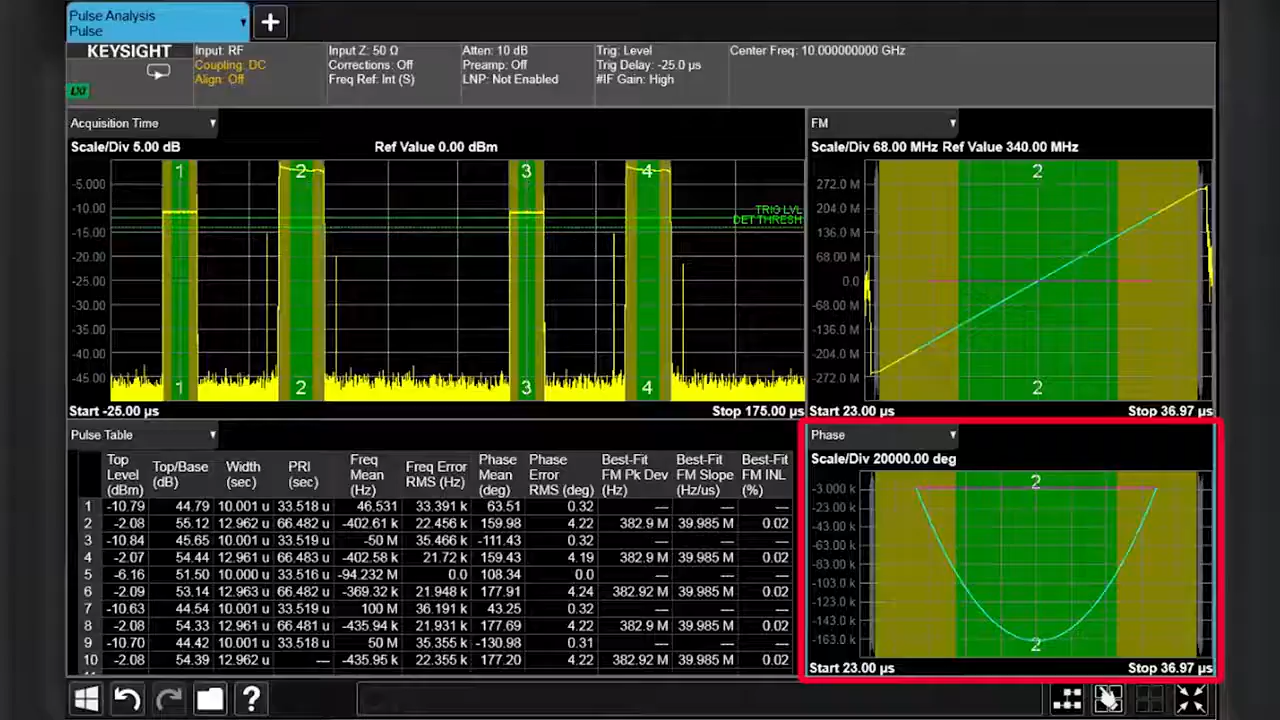 Pulse Analysis
Pulse
KEYSIGHT
LXI
Input: RF
Coupling: DC
Align: Off
Input Z: 50 Ω
Corrections: Off
Freq Ref: Int (S)
Atten: 10 dB
Preamp: Off
LNP: Not Enabled
Trig: Level
Trig Delay: -25.0 µs
#IF Gain: High
Center Freq: 10.000000000 GHz
Acquisition Time
Scale/Div 5.00 dB Ref Value 0.00 dBm
1 2 3 4
-5.000
-10.00
-15.00
-20.00
-25.00
-30.00
-35.00
-40.00
-45.00
TRIG LVL
DET THRESH
1 2 3 4
Start -25.00 µs Stop 175.00 µs
FM
Scale/Div 68.00 MHz Ref Value 340.00 MHz
2
272.0 M
204.0 M
136.0 M
68.00 M
0.0
-68.00 M
-136.0 M
-204.0 M
-272.0 M
2
Start 23.00 µs Stop 36.97 µs
Pulse Table
Top Level (dBm) Top/Base (dB) Width (sec) PRI (sec) Freq Mean (Hz) Freq Error RMS (Hz) Phase Mean (deg) Phase Error RMS (deg) Best-Fit FM Pk Dev (Hz) Best-Fit FM Slope (Hz/us) Best-Fit FM INL (%)
1 -10.79 44.79 10.001 u 33.518 u 46.531 33.391 k 63.51 0.32 --- --- ---
2 -2.08 55.12 12.962 u 66.482 u -402.61 k 22.456 k 159.98 4.22 382.9 M 39.985 M 0.02
3 -10.84 45.65 10.001 u 33.519 u -50 M 35.466 k -111.43 0.32 --- --- ---
4 -2.07 54.44 12.961 u 66.483 u -402.58 k 21.72 k 159.43 4.19 382.9 M 39.985 M 0.02
5 -6.16 51.50 10.000 u 33.516 u -94.232 M 0.0 108.34 0.0 --- --- ---
6 -2.09 53.14 12.963 u 66.482 u -369.32 k 21.948 k 177.91 4.24 382.92 M 39.985 M 0.02
7 -10.63 44.54 10.001 u 33.519 u 100 M 36.191 k 43.25 0.32 --- --- ---
8 -2.08 54.33 12.962 u 66.481 u -435.94 k 21.931 k 177.69 4.22 382.9 M 39.985 M 0.02
9 -10.70 44.42 10.001 u 33.518 u 50 M 35.355 k -130.98 0.31 --- --- ---
10 -2.08 54.39 12.962 u --- -435.95 k 22.355 k 177.20 4.22 382.92 M 39.985 M 0.02
Phase
Scale/Div 20000.00 deg
2
-3.000 k
-23.00 k
-43.00 k
-63.00 k
-83.00 k
-103.0 k
-123.0 k
-143.0 k
-163.0 k
2
Start 23.00 µs Stop 36.97 µs